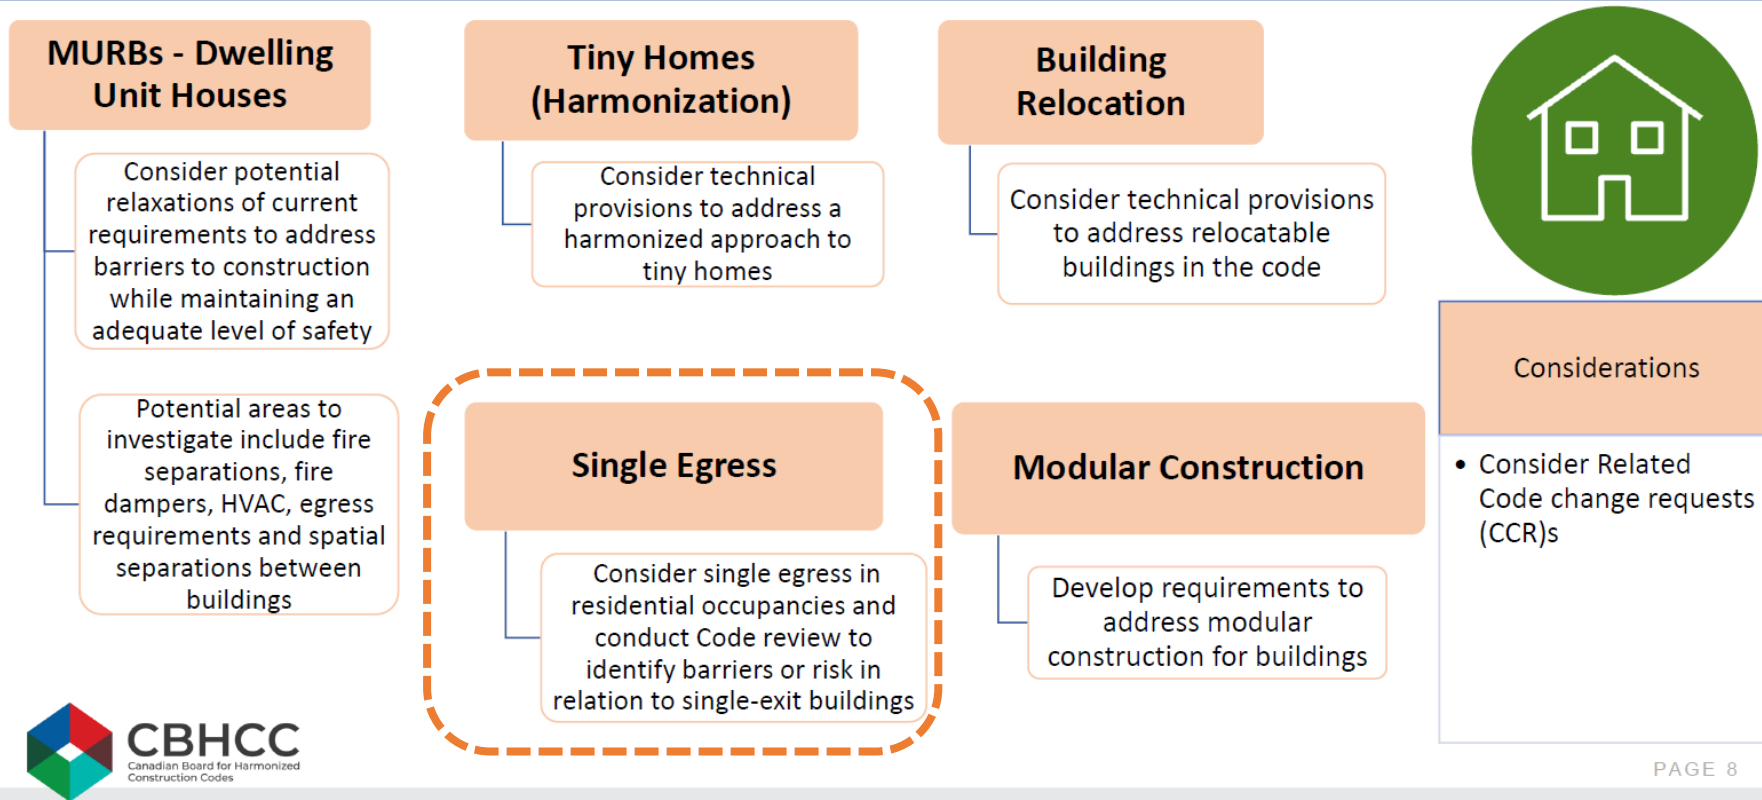 MURBs - Dwelling
Unit Houses
Consider potential
relaxations of current
requirements to address
barriers to construction
while maintaining an
adequate level of safety
Potential areas to
investigate include fire
separations, fire
dampers, HVAC, egress
requirements and spatial
separations between
buildings
Tiny Homes
(Harmonization)
Consider technical
provisions to address a
harmonized approach to
tiny homes
Building
Relocation
Consider technical provisions
to address relocatable
buildings in the code
Single Egress
Consider single egress in
residential occupancies and
conduct Code review to
identify barriers or risk in
relation to single-exit buildings
Modular Construction
Develop requirements to
address modular
construction for buildings
Considerations
• Consider Related
Code change requests
(CCR)s
CBHCC
Canadian Board for Harmonized
Construction Codes
PAGE 8